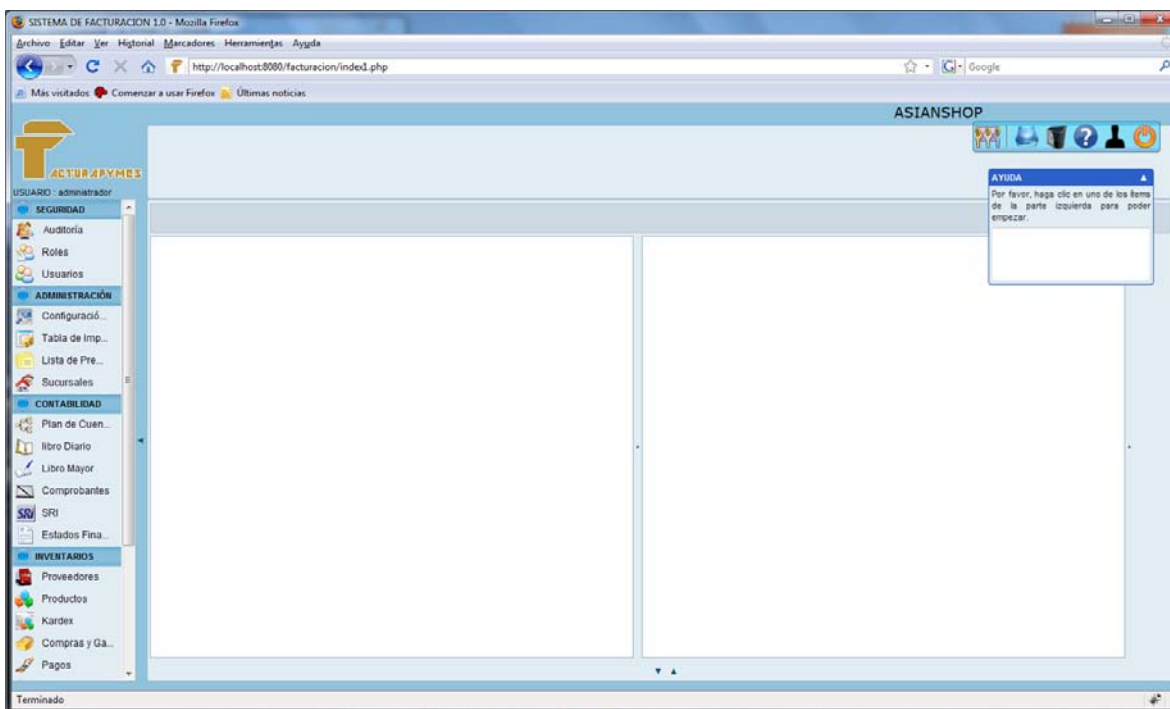 SISTEMA DE FACTURACION 1.0 - Mozilla Firefox
Archivo Editar Ver Historial Marcadores Herramientas Ayuda
http://localhost:8080/facturacion/index1.php
Google
Más visitados Comenzar a usar Firefox Últimas noticias
ASIANSHOP
ACTURAPYMES
USUARIO : administrador
AYUDA
Por favor, haga clic en uno de los ítems
de la parte izquierda para poder
empezar.
SEGURIDAD
Auditoría
Roles
Usuarios
ADMINISTRACIÓN
Configuració...
Tabla de Imp...
Lista de Pre...
Sucursales
CONTABILIDAD
Plan de Cuen...
libro Diario
Libro Mayor
Comprobantes
SRI SRI
Estados Fina...
INVENTARIOS
Proveedores
Productos
Kardex
Compras y Ga...
Pagos
Terminado